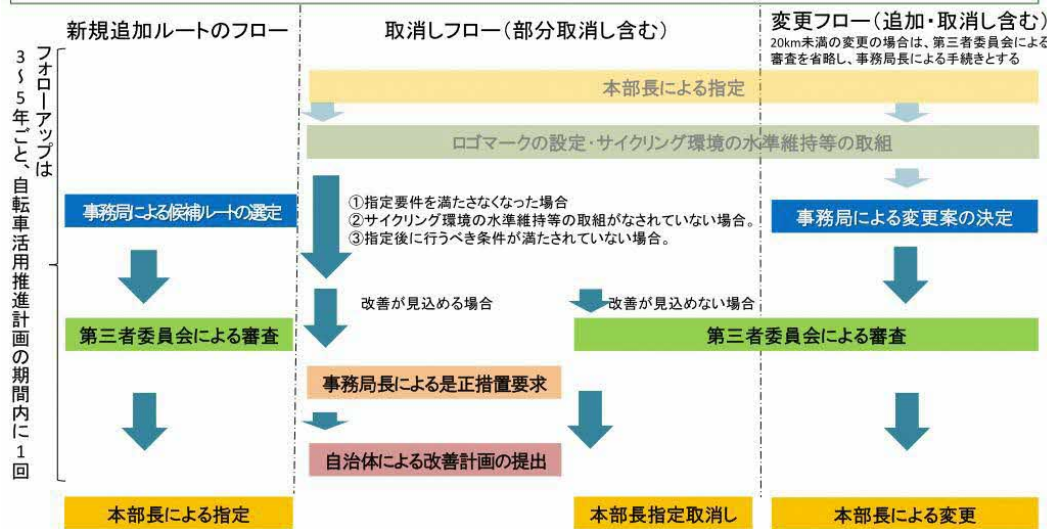 新規追加ルートのフロー
取消しフロー(部分取消し含む)
変更フロー(追加・取消し含む)
20km未満の変更の場合は、第三者委員会による
審査を省略し、事務局長による手続きとする
フォローアップは
3~5年ごと、自転車活用推進計画の期間内に1回
本部長による指定
ロゴマークの設定・サイクリング環境の水準維持等の取組
事務局による候補ルートの選定
①指定要件を満たさなくなった場合
②サイクリング環境の水準維持等の取組がなされていない場合。
③指定後に行うべき条件が満たされていない場合。
事務局による変更案の決定
改善が見込める場合
改善が見込めない場合
第三者委員会による審査
第三者委員会による審査
事務局長による是正措置要求
自治体による改善計画の提出
本部長による指定
本部長指定取消し
本部長による変更